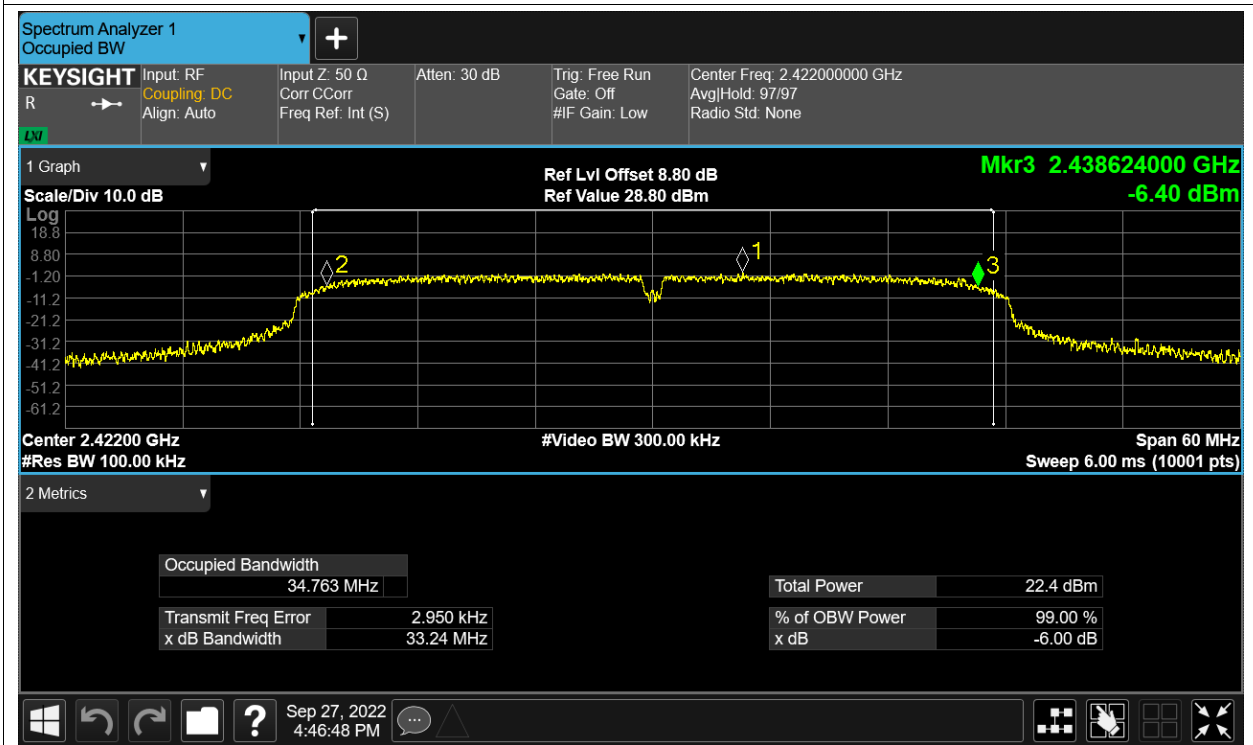 Spectrum Analyzer 1
Occupied BW
KEYSIGHT
R
LXI
Input: RF
Coupling: DC
Align: Auto
Input Z: 50 Ω
Corr CCorr
Freq Ref: Int (S)
Atten: 30 dB
Trig: Free Run
Gate: Off
#IF Gain: Low
Center Freq: 2.422000000 GHz
Avg|Hold: 97/97
Radio Std: None
1 Graph
Scale/Div 10.0 dB
Ref Lvl Offset 8.80 dB
Ref Value 28.80 dBm
Mkr3 2.438624000 GHz
-6.40 dBm
Log
18.8
8.80
-1.20
-11.2
-21.2
-31.2
-41.2
-51.2
-61.2
2
1
3
Center 2.42200 GHz
#Video BW 300.00 kHz
Span 60 MHz
#Res BW 100.00 kHz
Sweep 6.00 ms (10001 pts)
2 Metrics
Occupied Bandwidth
34.763 MHz
Transmit Freq Error 2.950 kHz
x dB Bandwidth 33.24 MHz
Total Power 22.4 dBm
% of OBW Power 99.00 %
x dB -6.00 dB
?
Sep 27, 2022
4:46:48 PM